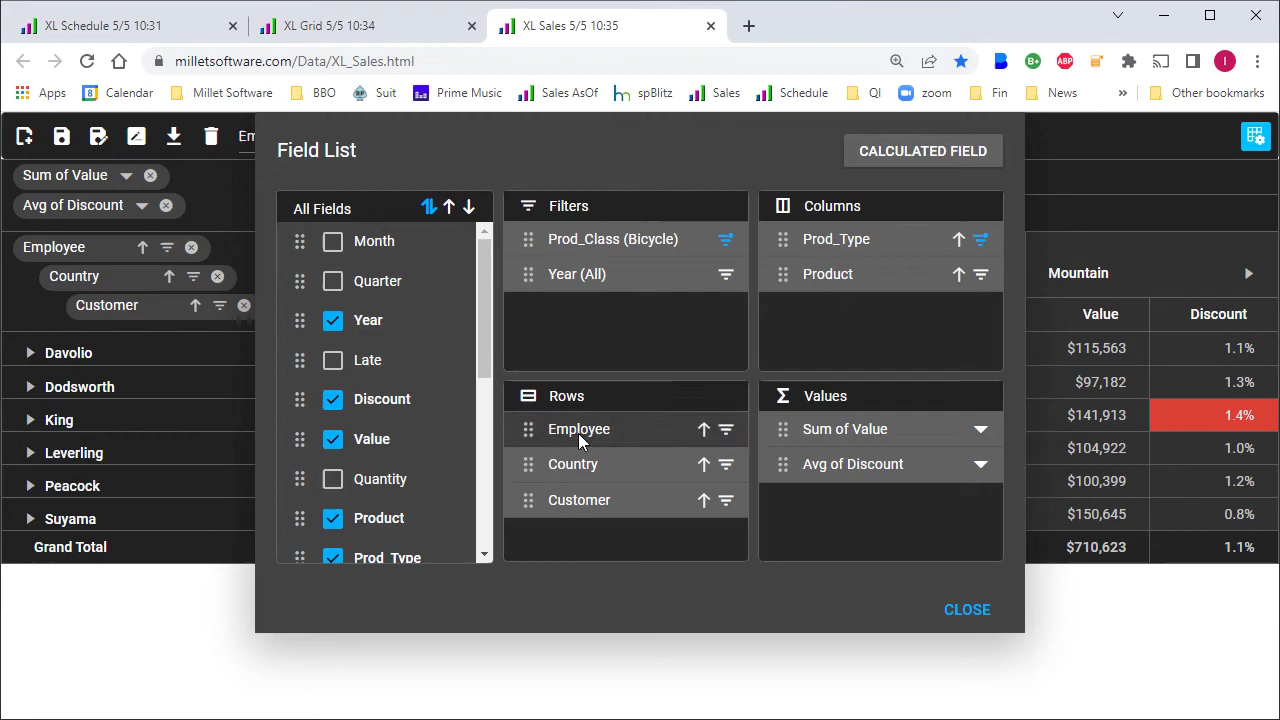 XL Schedule 5/5 10:31
XL Grid 5/5 10:34
XL Sales 5/5 10:35
milletsoftware.com/Data/XL_Sales.html
B+
ABP
I
Apps
8 Calendar
Millet Software
BBO
Suit
Prime Music
Sales AsOf
spBlitz
Sales
Schedule
QI
zoom
Fin
News
»
Other bookmarks
Em
Sum of Value
Avg of Discount
Employee
Country
Customer
Davolio
Dodsworth
King
Leverling
Peacock
Suyama
Grand Total
Field List
CALCULATED FIELD
All Fields
Month
Quarter
Year
Late
Discount
Value
Quantity
Product
Prod_Type
Filters
Prod_Class (Bicycle)
Year (All)
Columns
Prod_Type
Product
Rows
Employee
Country
Customer
Values
Sum of Value
Avg of Discount
CLOSE
Mountain
Value Discount
$115,563 1.1%
$97,182 1.3%
$141,913 1.4%
$104,922 1.0%
$100,399 1.2%
$150,645 0.8%
$710,623 1.1%